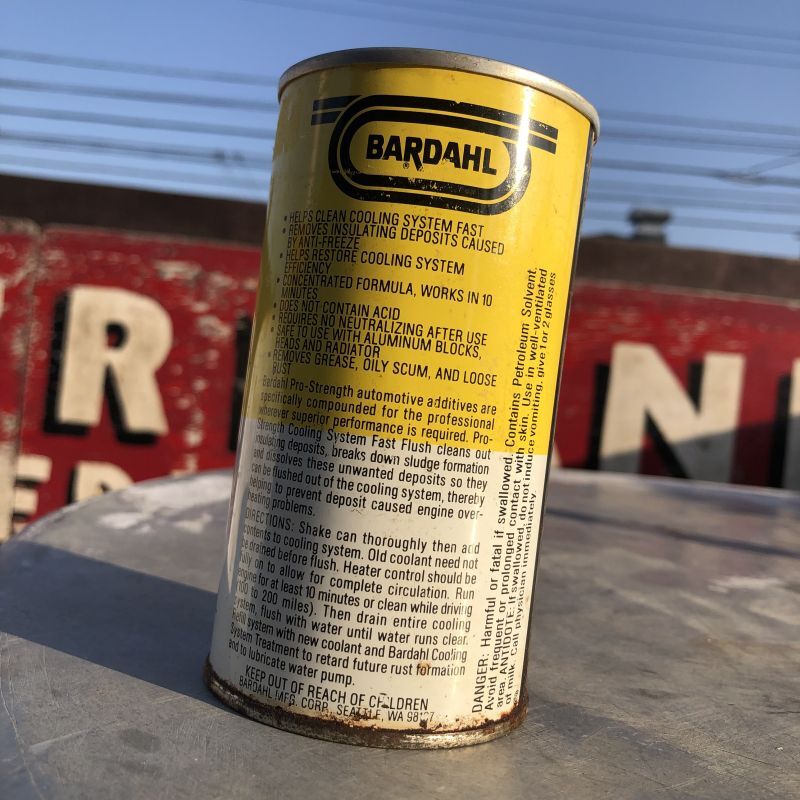 BARDAHL
• HELPS CLEAN COOLING SYSTEM FAST
• REMOVES INSULATING DEPOSITS CAUSED
BY ANTI-FREEZE
• HELPS RESTORE COOLING SYSTEM
EFFICIENCY
• CONCENTRATED FORMULA, WORKS IN 10
MINUTES
• DOES NOT CONTAIN ACID
• REQUIRES NO NEUTRALIZING AFTER USE
• SAFE TO USE WITH ALUMINUM BLOCKS,
HEADS AND RADIATOR
• REMOVES GREASE, OILY SCUM, AND LOOSE
RUST
Bardahl Pro-Strength automotive additives are
specifically compounded for the professional
wherever superior performance is required. Pro-
Strength Cooling System Fast Flush cleans out
insulating deposits, breaks down sludge formation
and dissolves these unwanted deposits so they
can be flushed out of the cooling system, thereby
helping to prevent deposit caused engine over-
heating problems.
DIRECTIONS: Shake can thoroughly then add
contents to cooling system. Old coolant need not
be drained before flush. Heater control should be
fully on to allow for complete circulation. Run
engine for at least 10 minutes or clean while driving
(100 to 200 miles). Then drain entire cooling
system, flush with water until water runs clear.
Refill system with new coolant and Bardahl Cooling
System Treatment to retard future rust formation
and to lubricate water pump.
KEEP OUT OF REACH OF CHILDREN
BARDAHL MFG. CORP., SEATTLE, WA
DANGER: Harmful or fatal if swallowed. Contains Petroleum Solvent.
Avoid frequent or prolonged contact with skin. Use in well-ventilated
area. ANTIDOTE: If swallowed, do not induce vomiting, give 1 or 2 glasses
of milk. Call physician immediately.
R
N